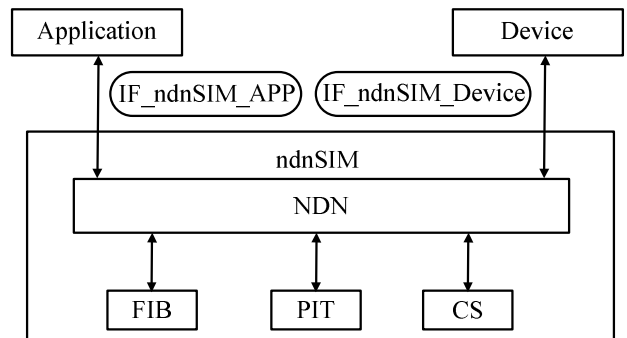 Application
Device
IF_ndnSIM_APP
IF_ndnSIM_Device
ndnSIM
NDN
FIB
PIT
CS